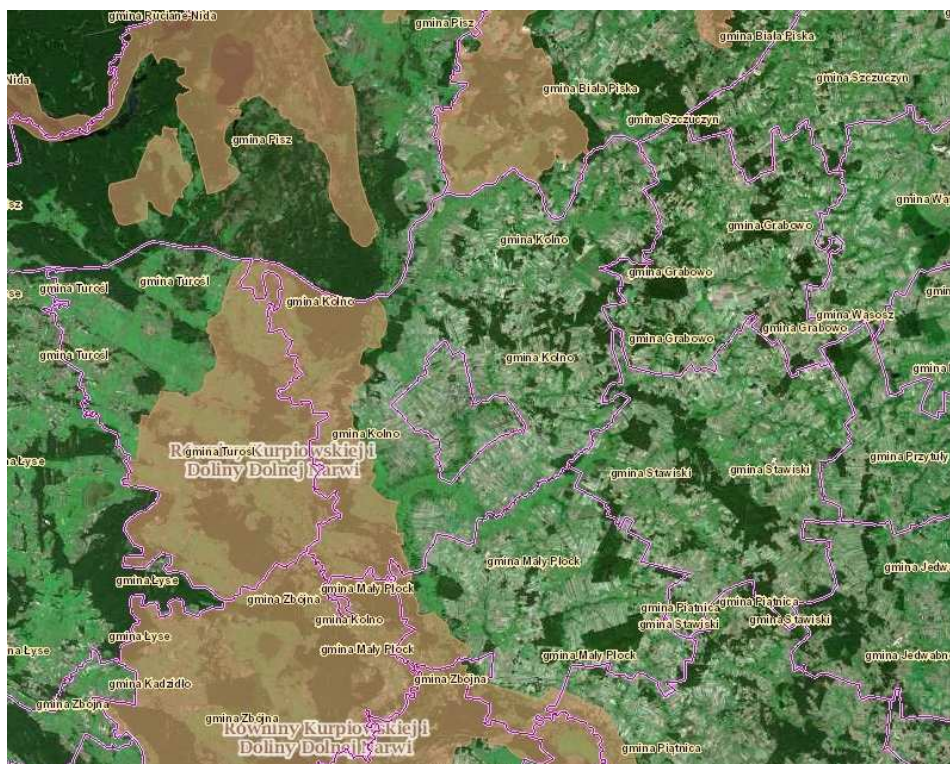 gmina Ruciane-Nida
gmina Pisz
gmina Biała Piska
Nida
gmina Biała Piska
gmina Szczuczyn
gmina Szczuczyn
gmina Pisz
gmina Grabowo
gmina Kolno
gmina Grabowo
gmina Turośl
gmina Turośl
gmina Kolno
gmina Wąsosz
gmina Grabowo
gmina Grabowo
gmina Turośl
gmina Kolno
gmina Kolno
gmina Turośl
Doliny Dolnej Narwi
gmina Stawiski
gmina Stawiski
gmina Przytuły
gmina Łyse
gmina Mały Płock
gmina Łyse
gmina Mały Płock
gmina Zbójna
gmina Kolno
gmina Piątnica
gmina Piątnica
gmina Stawiski
gmina Stawiski
gmina Łyse
gmina Mały Płock
gmina Mały Płock
gmina Kadzidło
gmina Zbójna
gmina Zbójna
gmina Zbójna
Równiny Kurpiowskiej i
Doliny Dolnej Narwi
gmina Piątnica